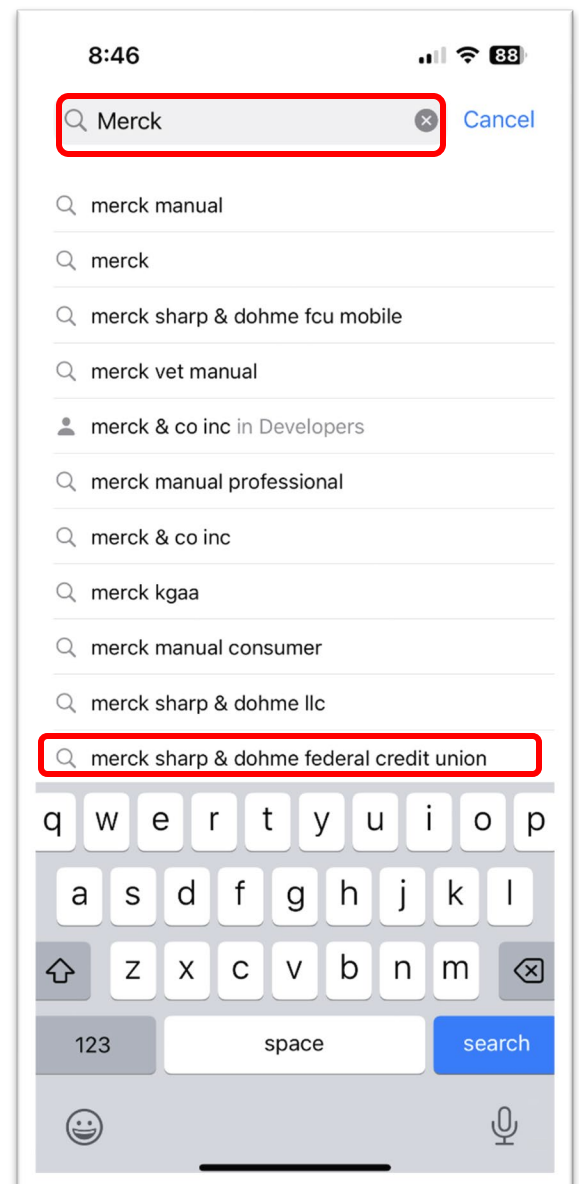 8:46 88
Merck Cancel
merck manual
merck
merck sharp & dohme fcu mobile
merck vet manual
merck & co inc in Developers
merck manual professional
merck & co inc
merck kgaa
merck manual consumer
merck sharp & dohme llc
merck sharp & dohme federal credit union
q w e r t y u i o p
a s d f g h j k l
z x c v b n m
123 space search